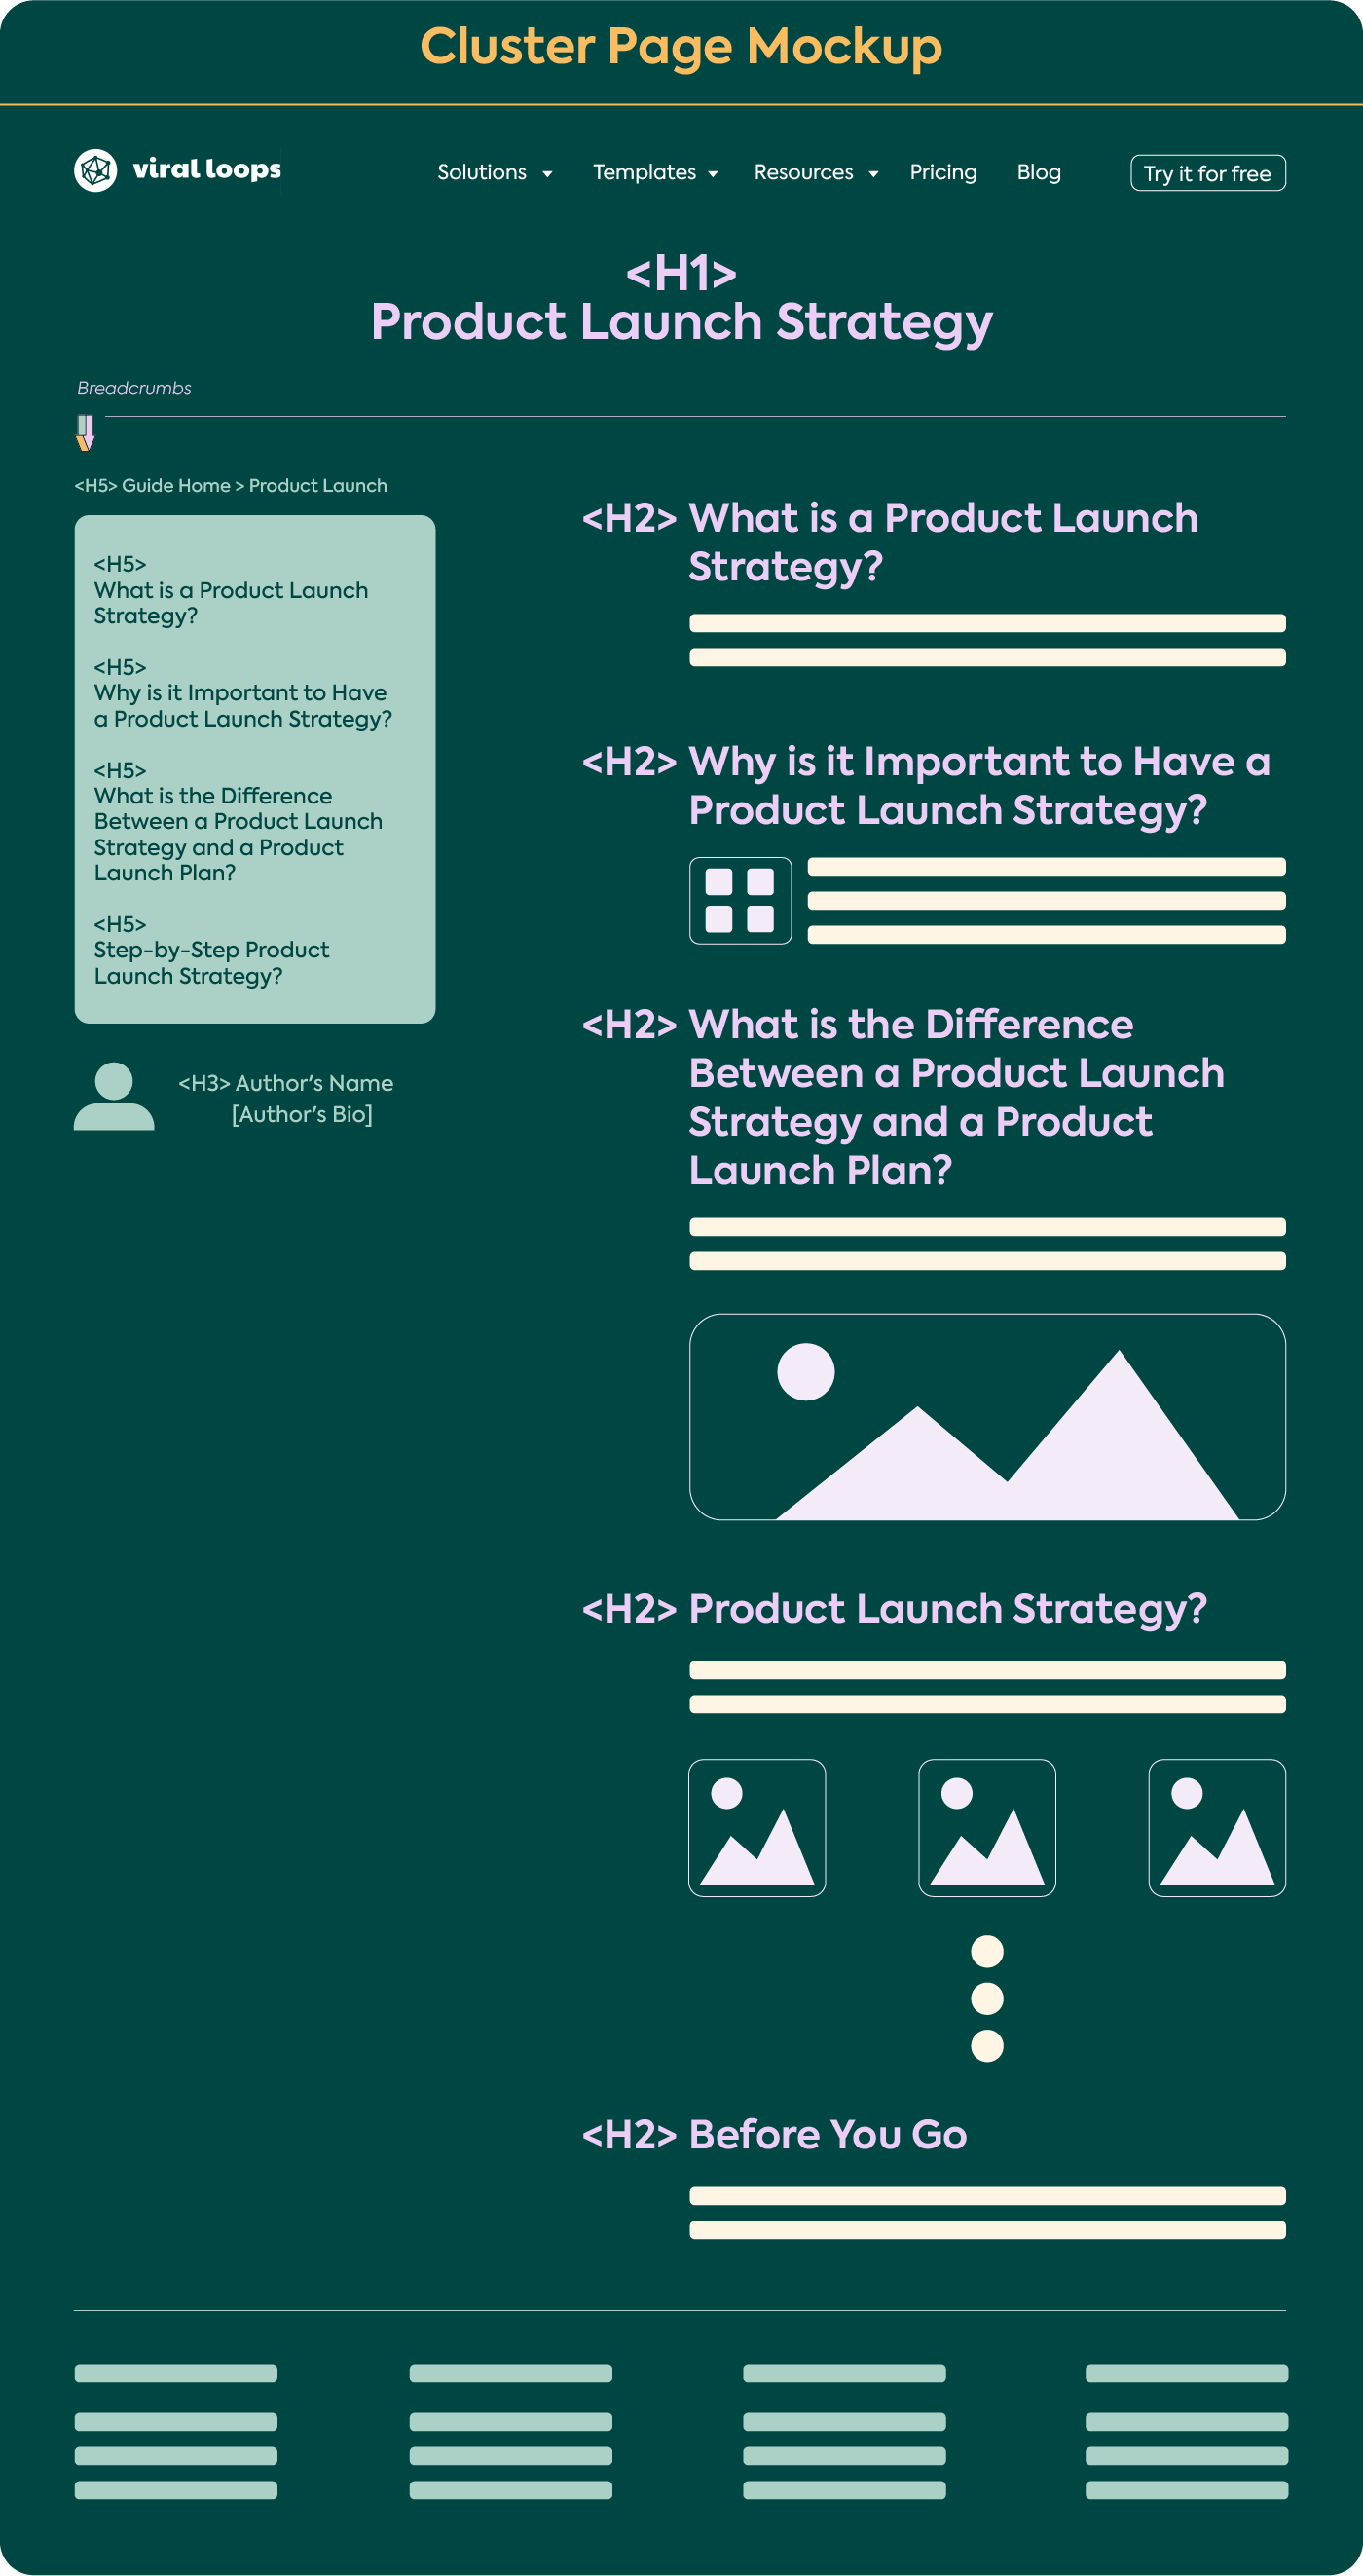 Cluster Page Mockup
viral loops
Solutions
Templates
Resources
Pricing
Blog
Try it for free
<H1>
Product Launch Strategy
Breadcrumbs
<H5> Guide Home > Product Launch
<H5>
What is a Product Launch
Strategy?
<H5>
Why is it Important to Have
a Product Launch Strategy?
<H5>
What is the Difference
Between a Product Launch
Strategy and a Product
Launch Plan?
<H5>
Step-by-Step Product
Launch Strategy?
<H3> Author's Name
[Author's Bio]
<H2> What is a Product Launch
Strategy?
<H2> Why is it Important to Have a
Product Launch Strategy?
<H2> What is the Difference
Between a Product Launch
Strategy and a Product
Launch Plan?
<H2> Product Launch Strategy?
<H2> Before You Go